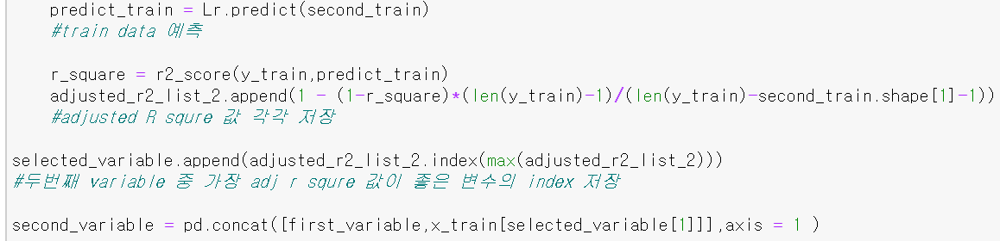 predict_train = Lr.predict(second_train)
#train data 예측
r_square = r2_score(y_train,predict_train)
adjusted_r2_list_2.append(1 - (1-r_square)*(len(y_train)-1)/(len(y_train)-second_train.shape[1]-1))
#adjusted R squre 값 각각 저장
selected_variable.append(adjusted_r2_list_2.index(max(adjusted_r2_list_2)))
#두번째 variable 중 가장 adj r squre 값이 좋은 변수의 index 저장
second_variable = pd.concat([first_variable,x_train[selected_variable[1]]],axis = 1 )